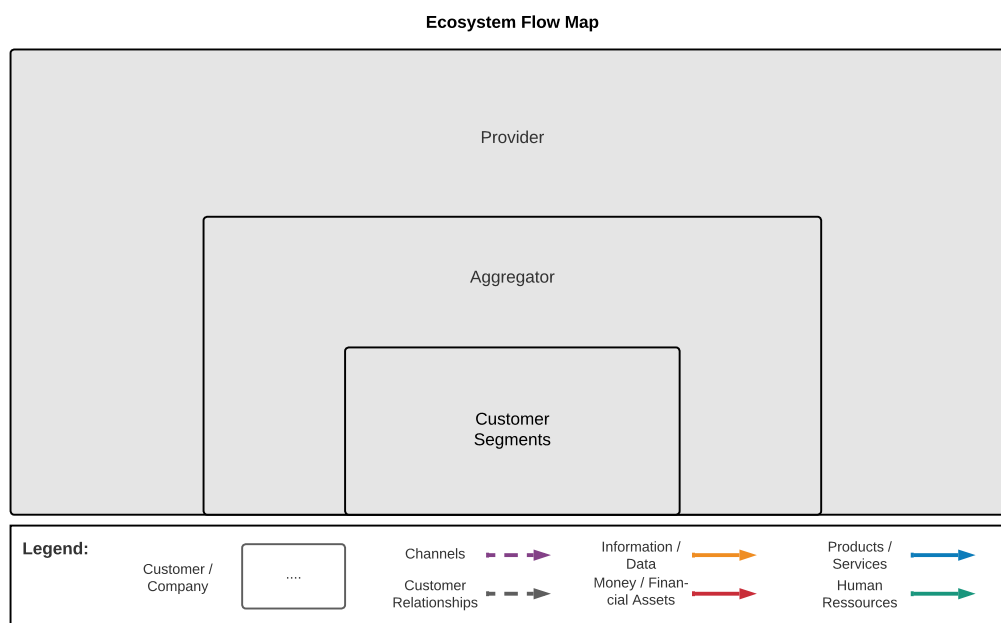 Ecosystem Flow Map
Provider
Aggregator
Customer
Segments
Legend:
Customer /
Company
....
Channels
Customer
Relationships
Information /
Data
Money / Finan-
cial Assets
Products /
Services
Human
Ressources